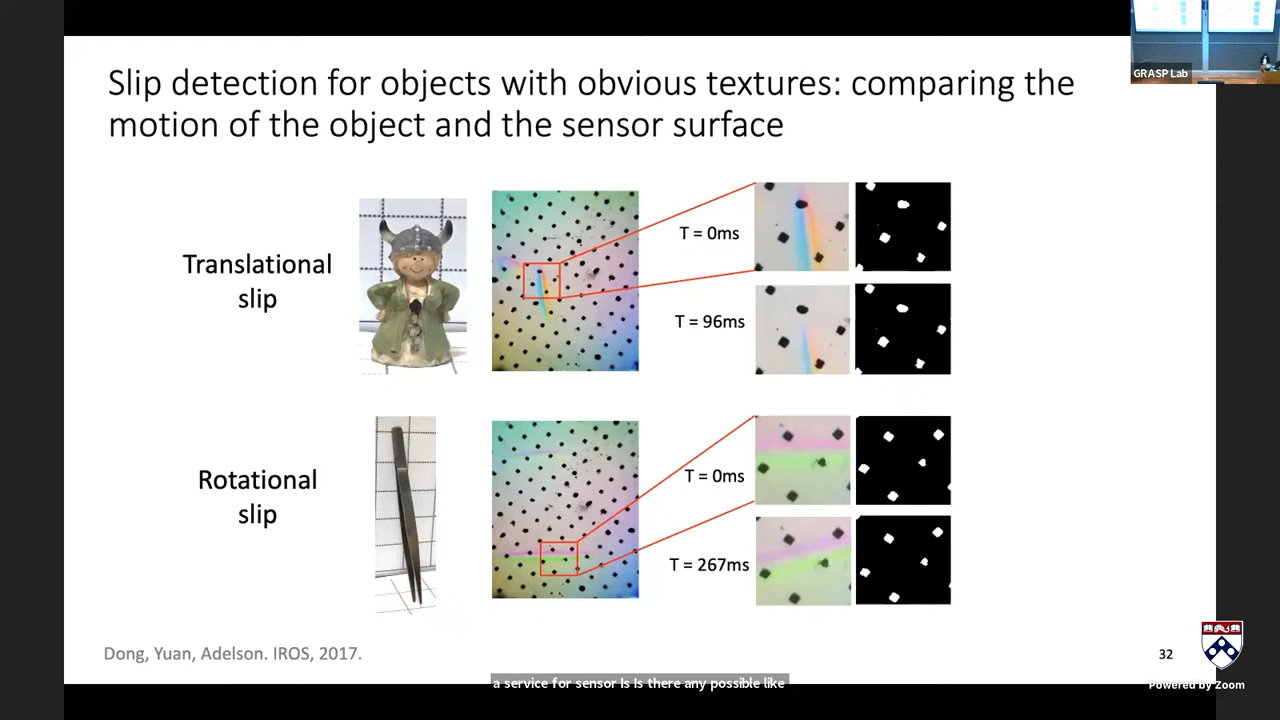 Slip detection for objects with obvious textures: comparing the
motion of the object and the sensor surface
GRASP Lab
Translational
slip
T = 0ms
T = 96ms
Rotational
slip
T = 0ms
T = 267ms
Dong, Yuan, Adelson. IROS, 2017.
32
a service for sensor Is Is there any possible like
Powered by Zoom